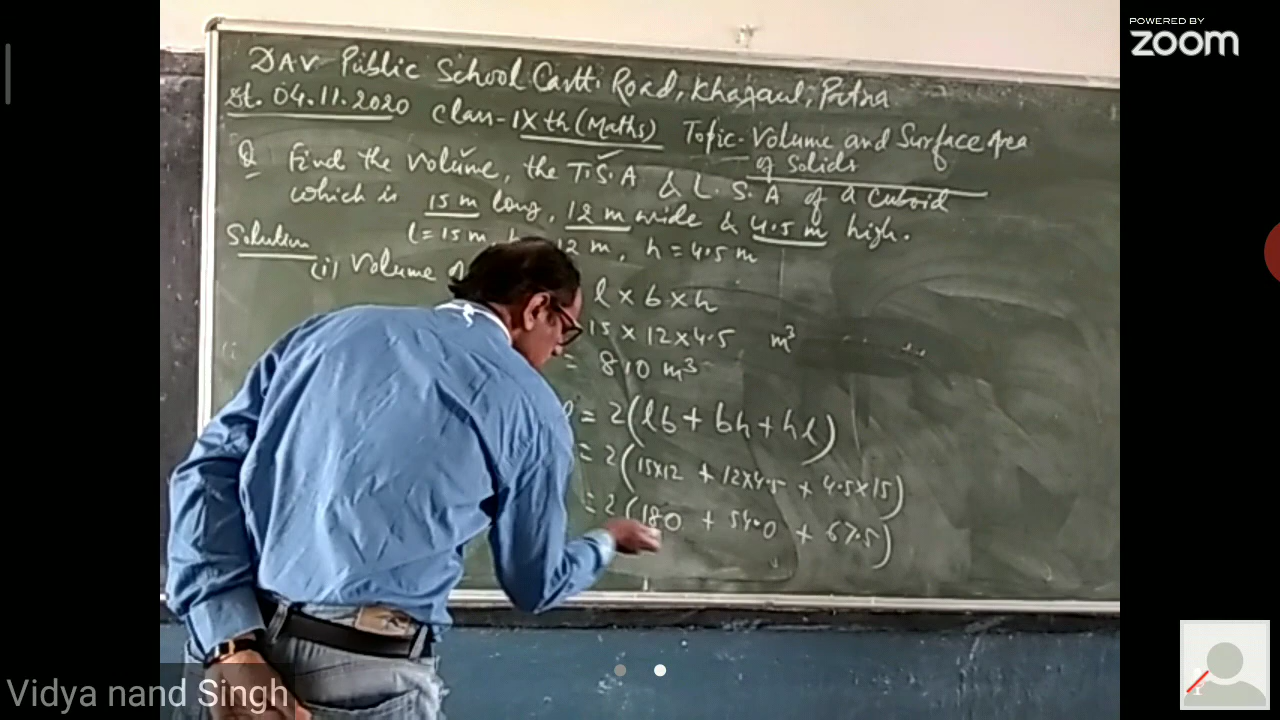 POWERED BY
zoom
DAV Public School Cantt. Road, Khagaul, Patna
dt. 04.11.2020 Class-IXth (Maths) Topic- Volume and Surface Area
of Solids
Q Find the Volume, the T.S.A & L.S.A of a Cuboid
which is 15 m long, 12 m wide & 4.5 m high.
Solution
l = 15 m, 12 m, h = 4.5 m
(i) Volume
l × b × h
15 × 12 × 4.5 m³
= 810 m³
= 2(lb + bh + hl)
= 2(15×12 + 12×4.5 + 4.5×15)
= 2(180 + 54.0 + 67.5)
Vidya nand Singh